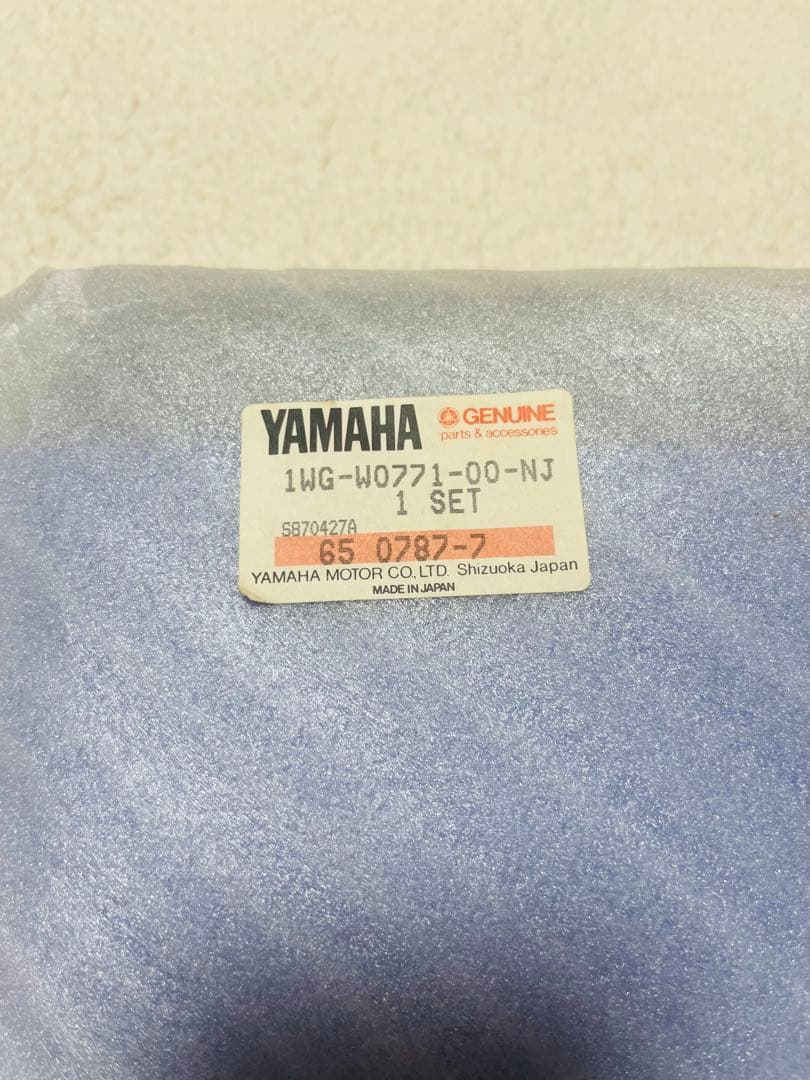 YAMAHA GENUINE
parts & accessories
1WG-W0771-00-NJ
1 SET
S870427A
65 0787-7
YAMAHA MOTOR CO., LTD. Shizuoka Japan
MADE IN JAPAN